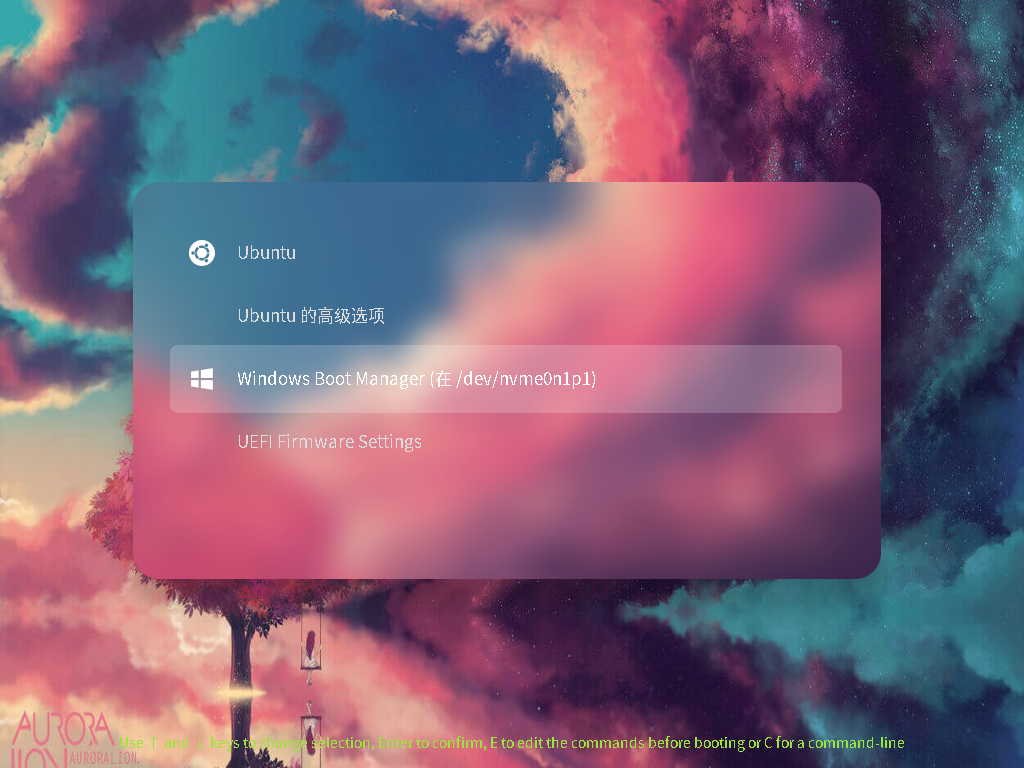 Ubuntu
Ubuntu 的高级选项
Windows Boot Manager (在 /dev/nvme0n1p1)
UEFI Firmware Settings
AURORA
LION
AURORALION.
Use ↑ and ↓ keys to change selection, Enter to confirm, E to edit the commands before booting or C for a command-line